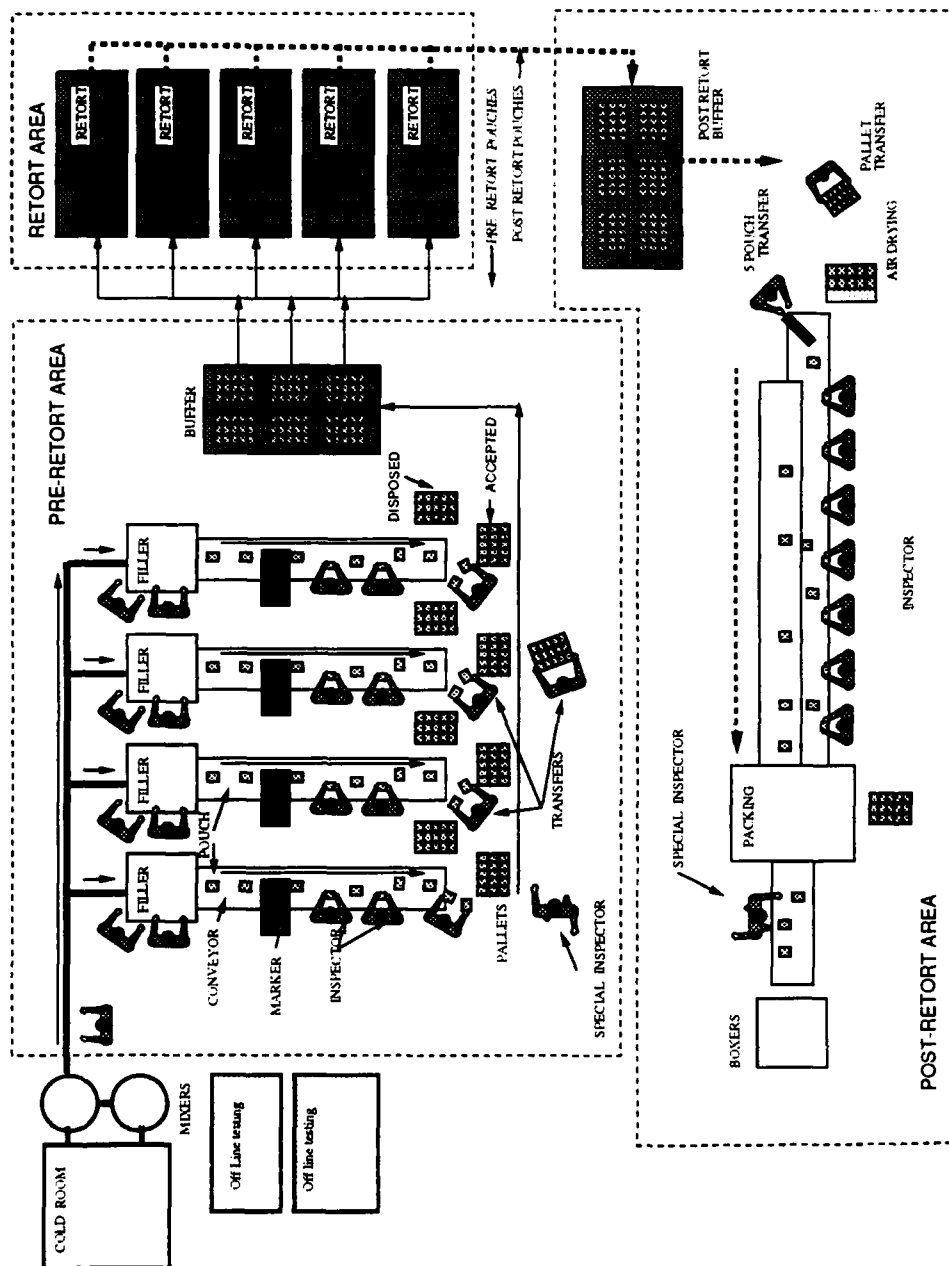 RETORT AREA
RETORT
RETORT
RETORT
RETORT
RETORT
PRE RETORT POUCHES
POST RETORT POUCHES
PRE-RETORT AREA
BUFFER
DISPOSED
ACCEPTED
FILLER
FILLER
FILLER
FILLER
POUCH
CONVEYOR
MARKER
INSPECTOR
PALLETS
TRANSFERS
SPECIAL INSPECTOR
COLD ROOM
MIXERS
Off Line testing
Off line testing
POST RETORT
BUFFER
PALLET
TRANSFER
5 POUCH
TRANSFER
AIR DRYING
INSPECTOR
SPECIAL INSPECTOR
PACKING
BOXERS
POST-RETORT AREA